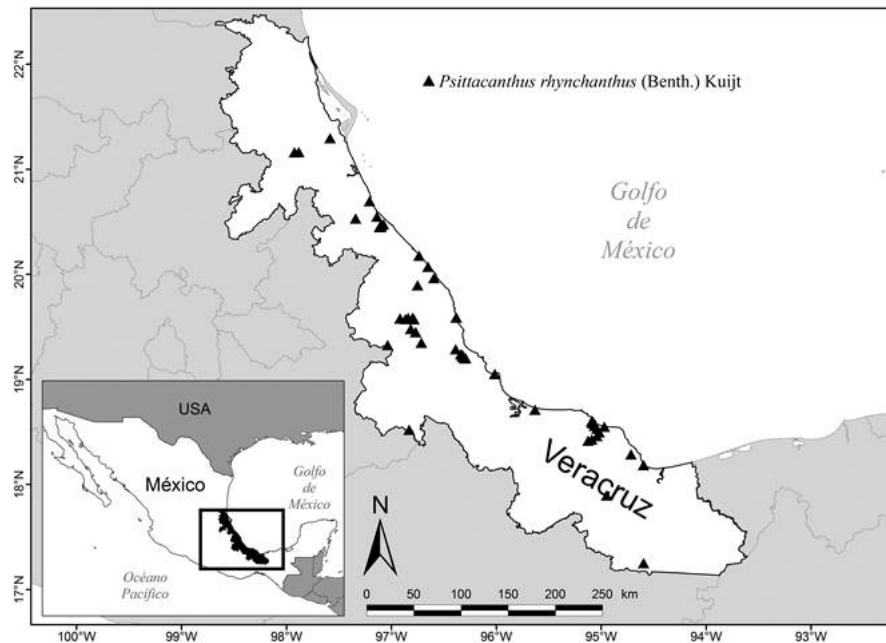 22°N
21°N
20°N
19°N
18°N
17°N
Psittacanthus rhynchanthus (Benth.) Kuijt
Golfo
de
México
Veracruz
USA
México
Golfo
de México
Océano
Pacífico
N
0 50 100 150 200 250 km
100°W 99°W 98°W 97°W 96°W 95°W 94°W 93°W